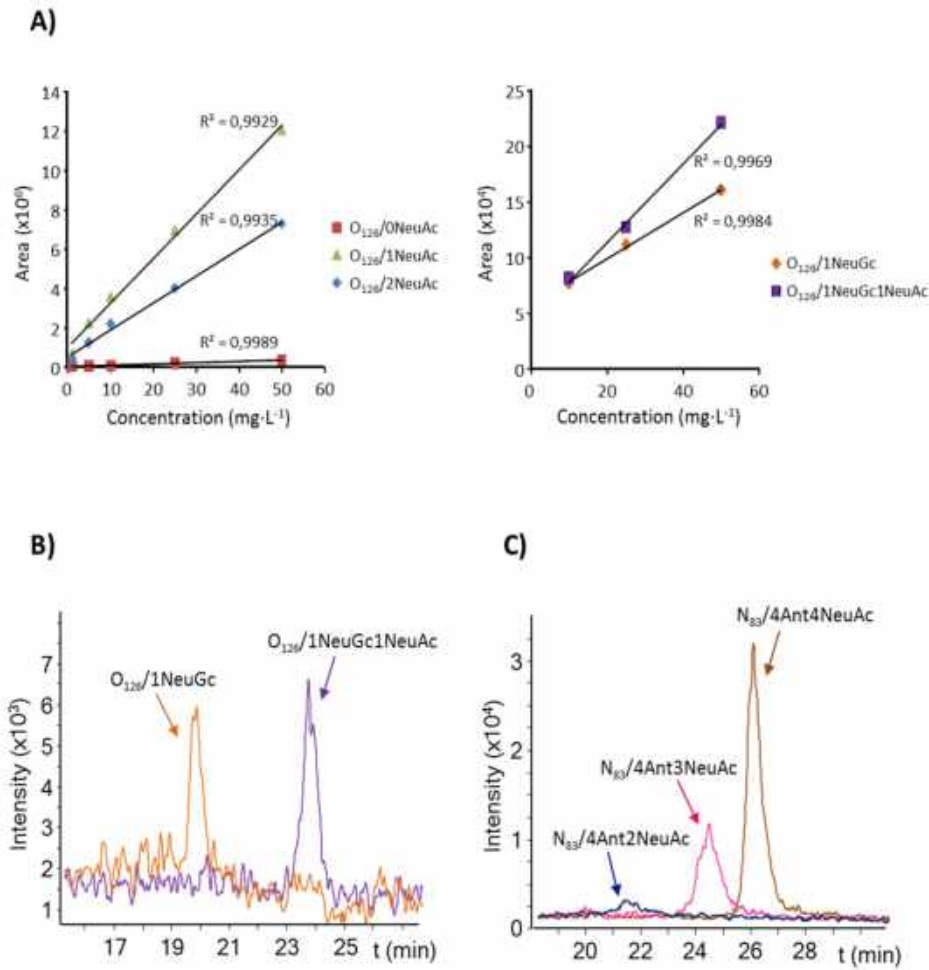 A)
14
12
10
8
6
4
2
0
Area (x10⁶)
R² = 0,9929
R² = 0,9935
R² = 0,9989
0 10 20 30 40 50 60
Concentration (mg·L⁻¹)
O₁₂₆/0NeuAc
O₁₂₆/1NeuAc
O₁₂₆/2NeuAc
25
20
15
10
5
0
Area (x10⁴)
R² = 0,9969
R² = 0,9984
0 20 40 60
Concentration (mg·L⁻¹)
O₁₂₆/1NeuGc
O₁₂₆/1NeuGc1NeuAc
B)
O₁₂₆/1NeuGc1NeuAc
O₁₂₆/1NeuGc
7
6
5
4
3
2
1
Intensity (x10³)
17 19 21 23 25 t (min)
C)
N₈₃/4Ant4NeuAc
N₈₃/4Ant3NeuAc
N₈₃/4Ant2NeuAc
3
2
1
0
Intensity (x10⁴)
20 22 24 26 28 t (min)